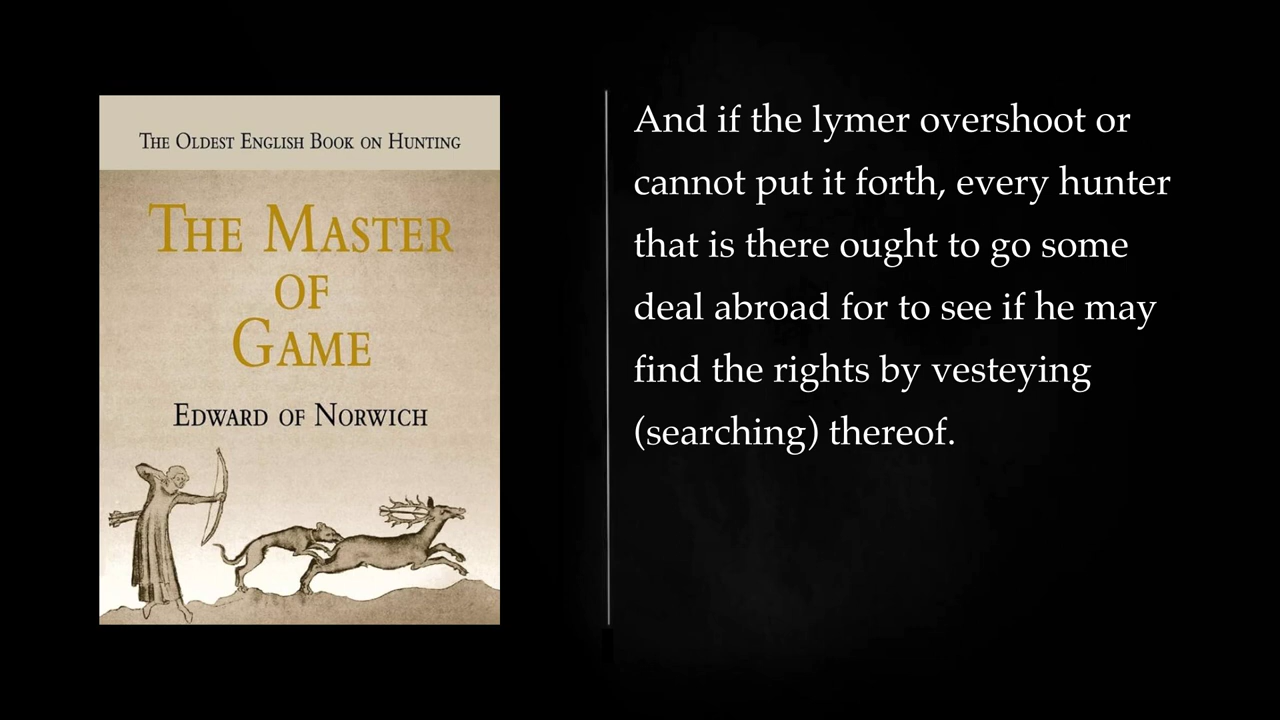 The Oldest English Book on Hunting
The Master
of
Game
Edward of Norwich
And if the lymer overshoot or
cannot put it forth, every hunter
that is there ought to go some
deal abroad for to see if he may
find the rights by vesteying
(searching) thereof.